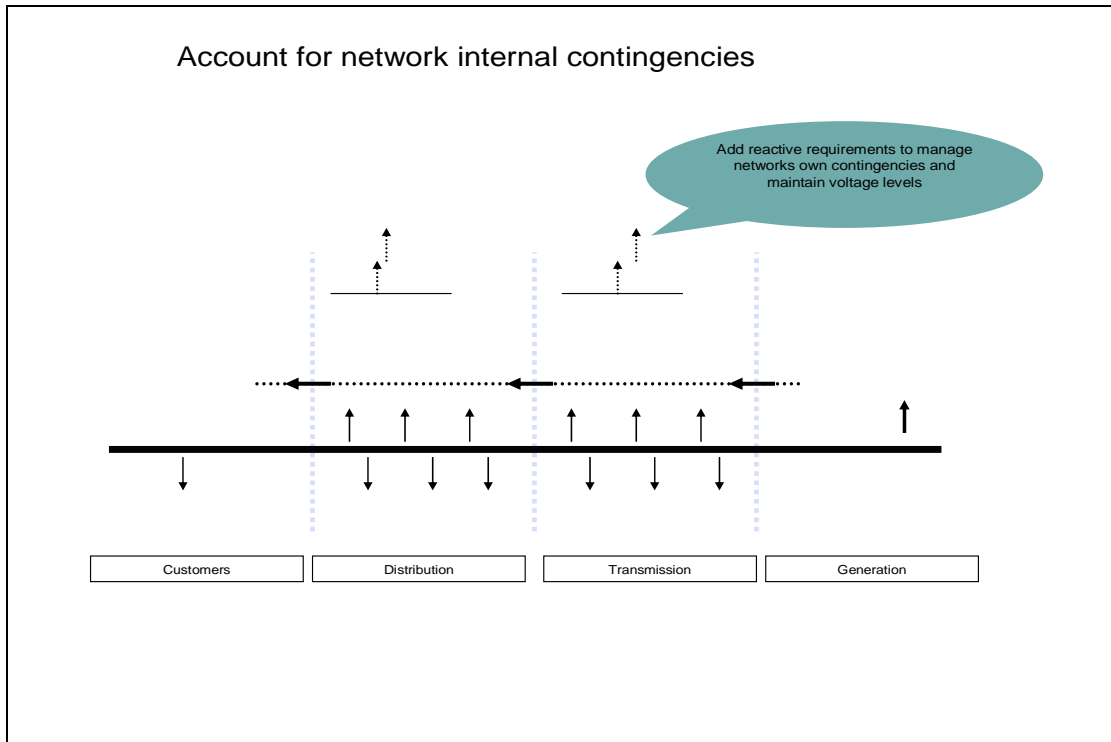 Account for network internal contingencies
Add reactive requirements to manage
networks own contingencies and
maintain voltage levels
Customers
Distribution
Transmission
Generation